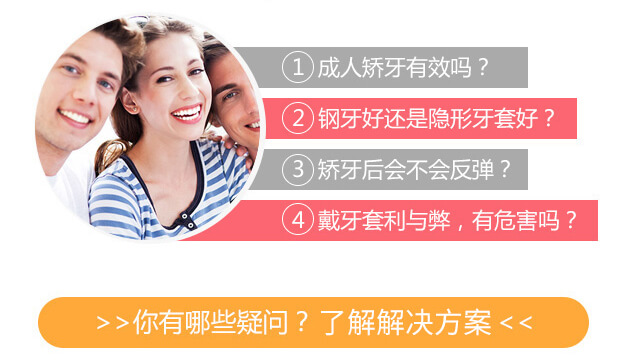 ① 成人矫牙有效吗？
② 钢牙好还是隐形牙套好？
③ 矫牙后会不会反弹？
④ 戴牙套利与弊，有危害吗？
>>你有哪些疑问？了解解决方案<<